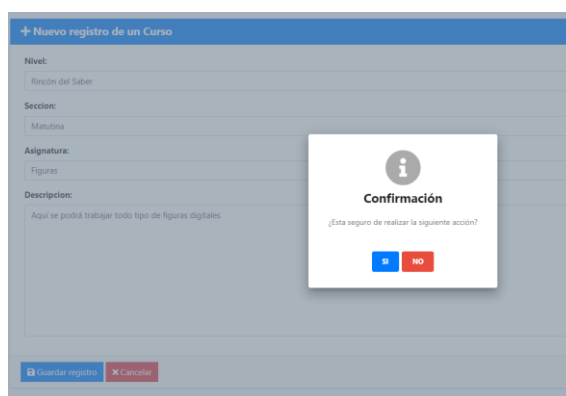 Nuevo registro de un Curso
Nivel:
Rincón del Saber
Seccion:
Matutina
Asignatura:
Figuras
Descripcion:
Aquí se podrá trabajar todo tipo de figuras digitales
Confirmación
¿Esta seguro de realizar la siguiente acción?
SI NO
Guardar registro Cancelar